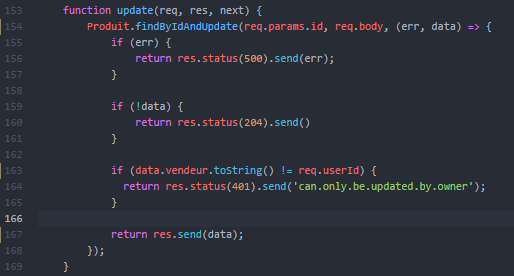 153 function update(req, res, next) {
154 Produit.findByIdAndUpdate(req.params.id, req.body, (err, data) => {
155 if (err) {
156 return res.status(500).send(err);
157 }
158
159 if (!data) {
160 return res.status(204).send()
161 }
162
163 if (data.vendeur.toString() != req.userId) {
164 return res.status(401).send('can.only.be.updated.by.owner');
165 }
166
167 return res.send(data);
168 });
169 }